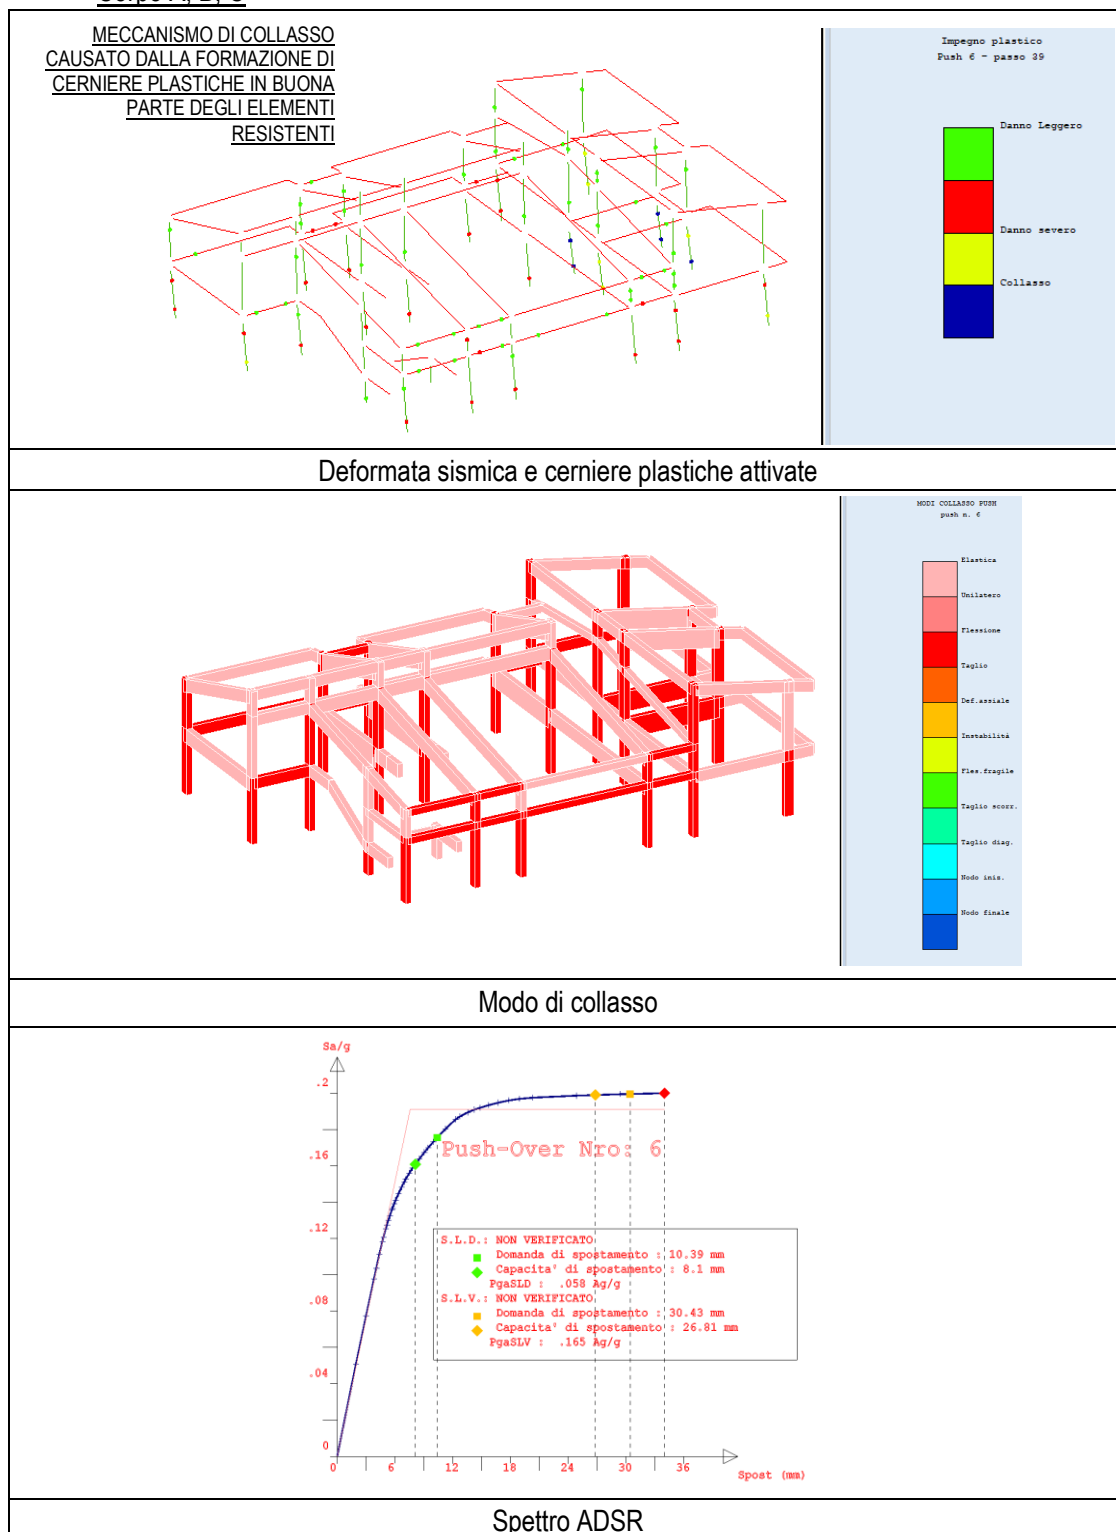 MECCANISMO DI COLLASSO
CAUSATO DALLA FORMAZIONE DI
CERNIERE PLASTICHE IN BUONA
PARTE DEGLI ELEMENTI
RESISTENTI
Impegno plastico
Push 6 - passo 39
Danno Leggero
Danno severo
Collasso
Deformata sismica e cerniere plastiche attivate
MODI COLLASSO PUSH
push n. 6
Elastica
Unilatero
Flessione
Taglio
Def.assiale
Instabilità
Fles.fragile
Taglio scorr.
Taglio diag.
Nodo iniz.
Nodo finale
Modo di collasso
Sa/g
.2
.16
.12
.08
.04
0
Push-Over Nro: 6
S.L.D.: NON VERIFICATO
Domanda di spostamento : 10.39 mm
Capacita' di spostamento : 8.1 mm
PgaSLD : .058 Ag/g
S.L.V.: NON VERIFICATO
Domanda di spostamento : 30.43 mm
Capacita' di spostamento : 26.81 mm
PgaSLV : .165 Ag/g
0 6 12 18 24 30 36
Spost (mm)
Spettro ADSR